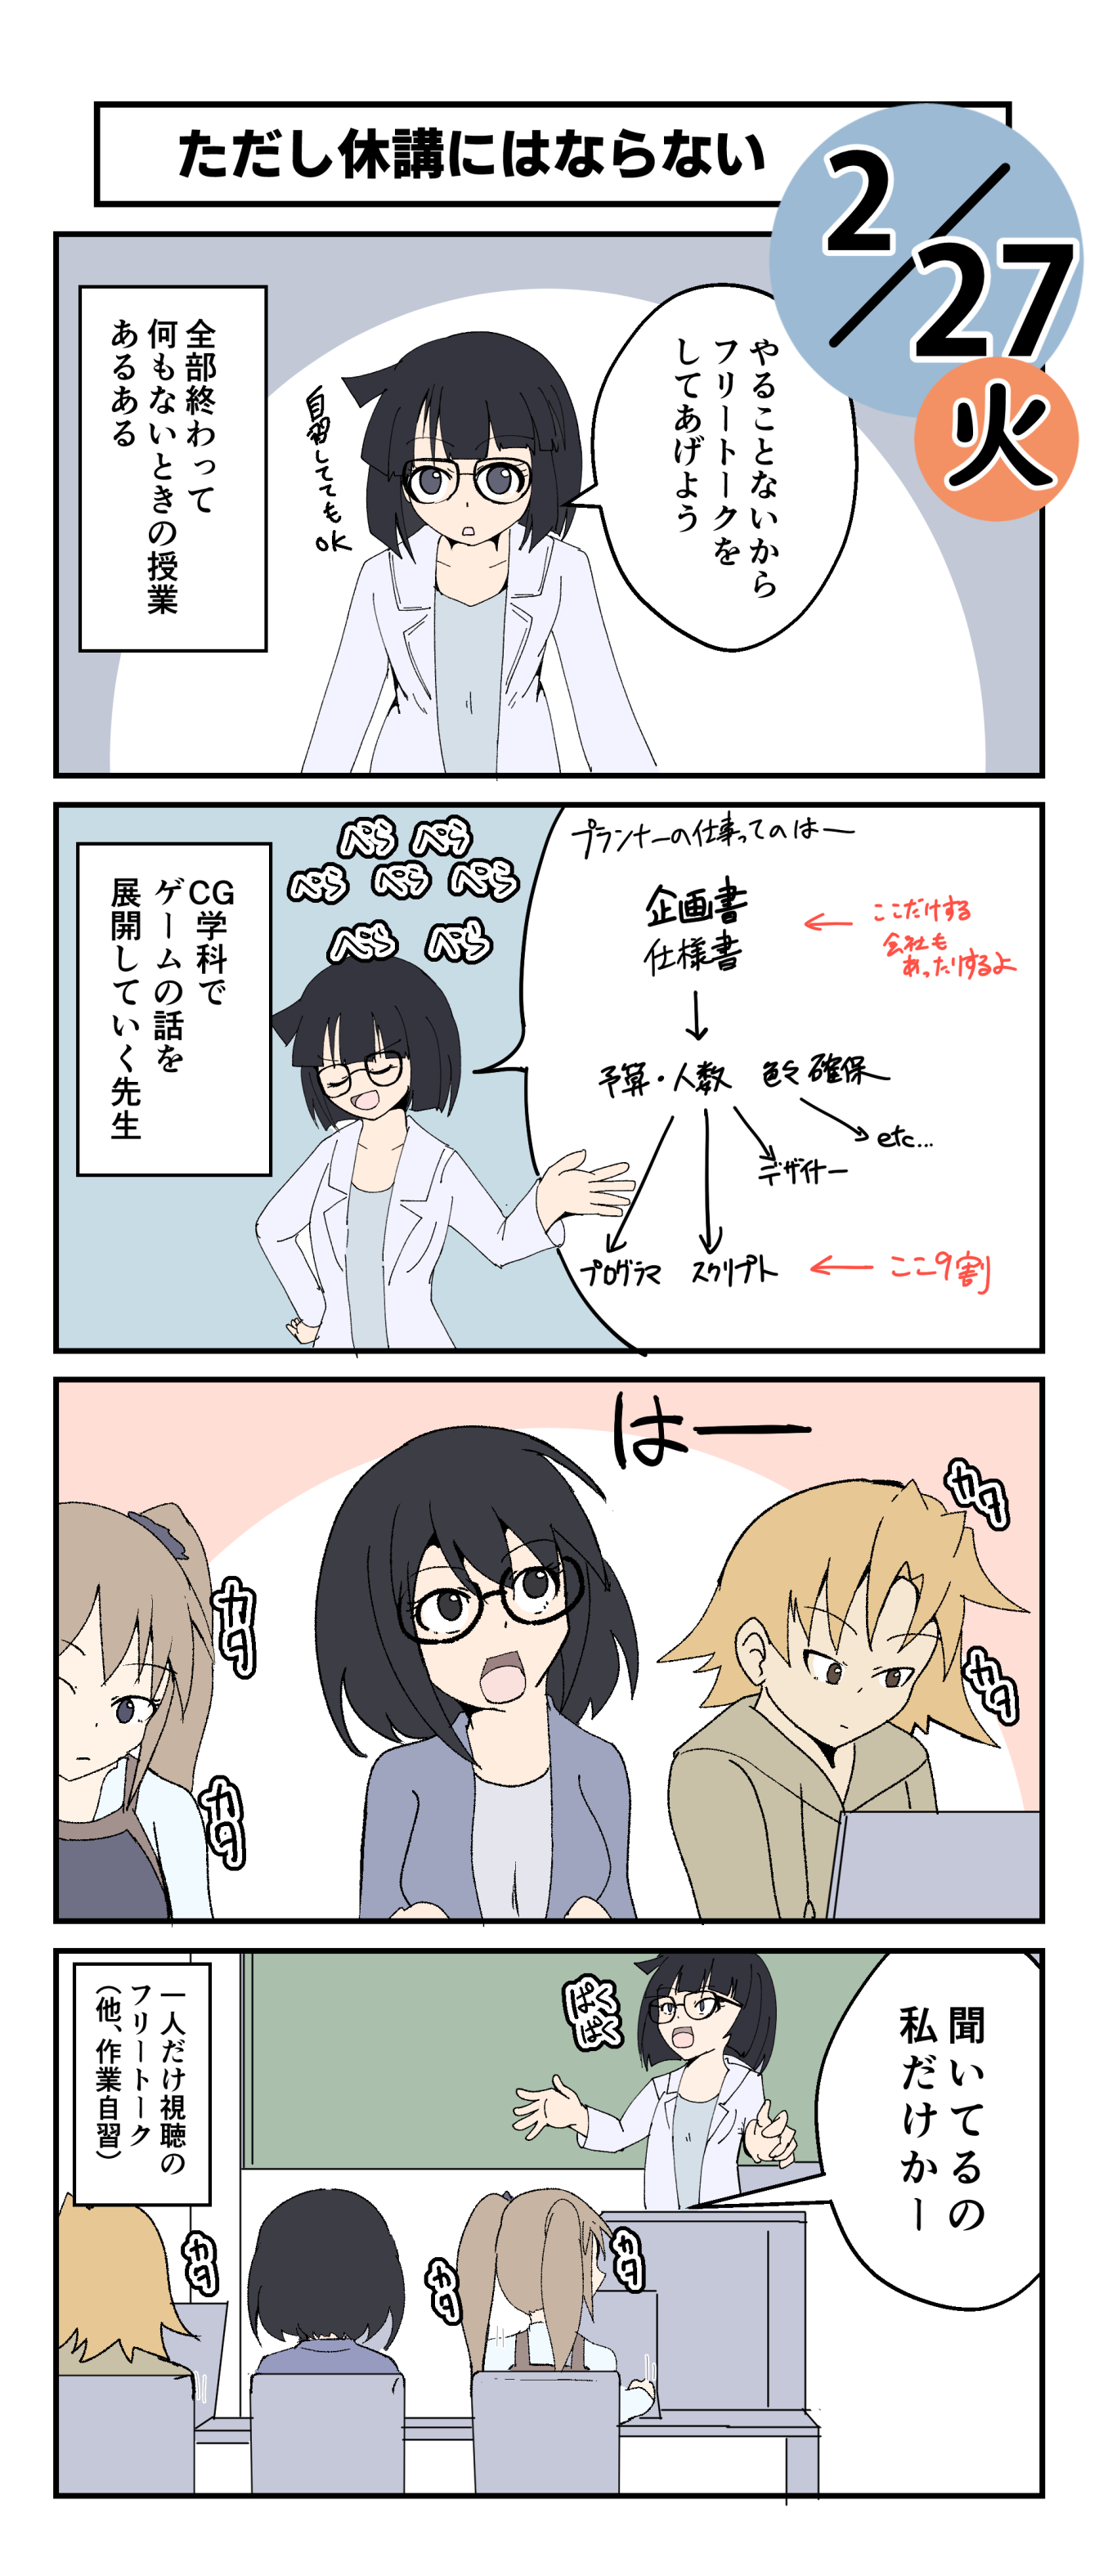 ただし休講にはならない
2/27
火
やることないから
フリートークを
してあげよう
自習しててもOK
全部終わって
何もないときの授業
あるある
プランナーの仕事ってのはー
企画書
仕様書
← ここだけする
会社も
あったりするよ
予算・人数 色々確保
etc...
デザイナー
プログラマ スクリプト ← ここ9割
ぺら ぺら
ぺら ぺら ぺら
ぺら ぺら
CG学科で
ゲームの話を
展開していく先生
はー
カタ
カタ
カタ
カタ
聞いてるの
私だけかー
ぱく
ぱく
一人だけ視聴の
フリートーク
（他、作業自習）
カタ
カタ
カタ